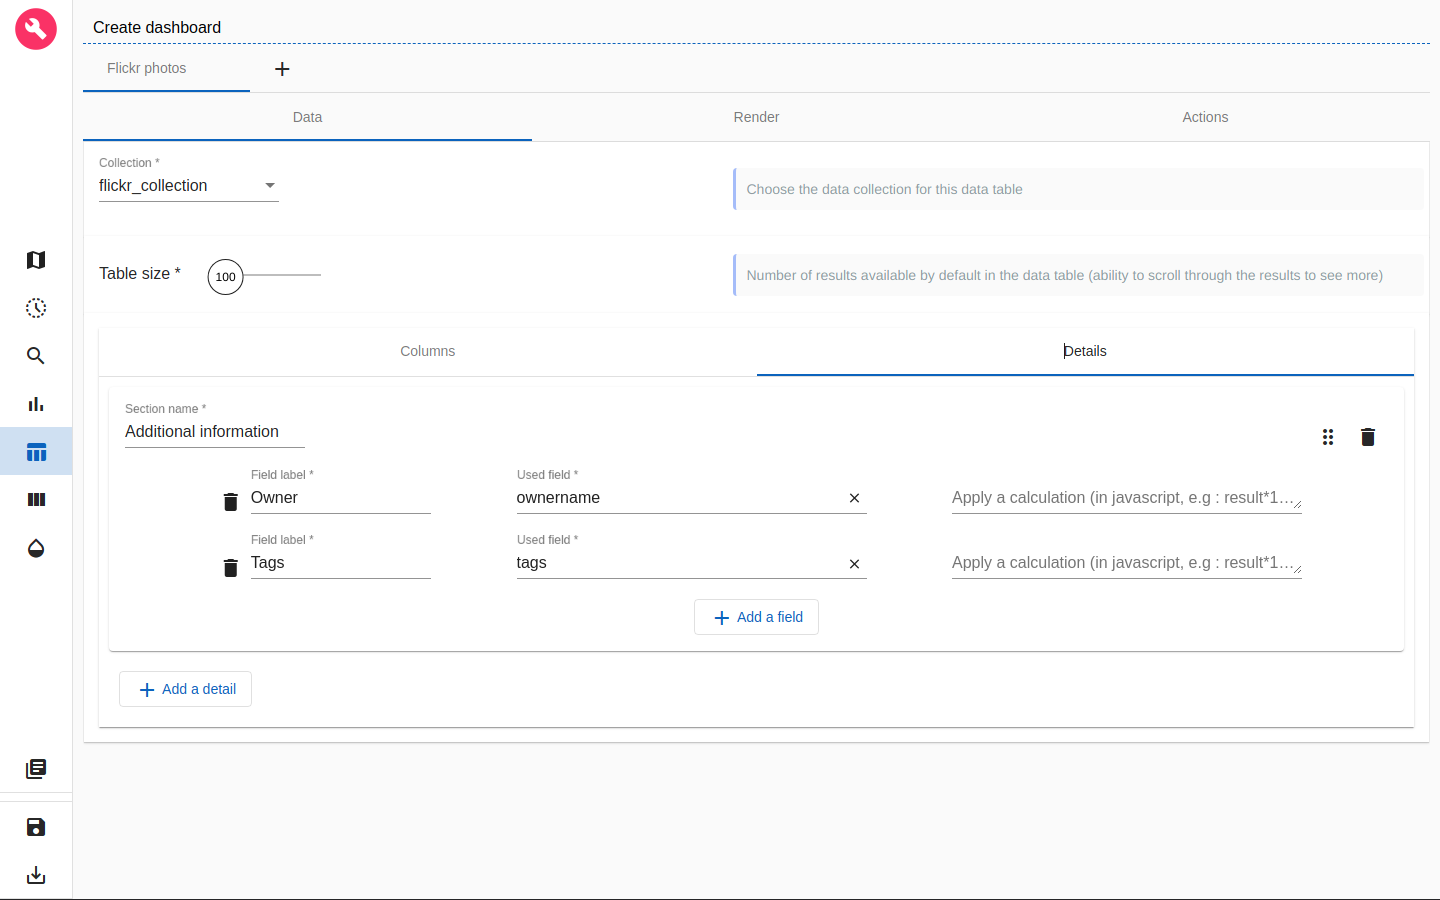 Create dashboard
Flickr photos
Data Render Actions
Collection *
flickr_collection
Choose the data collection for this data table
Table size * 100
Number of results available by default in the data table (ability to scroll through the results to see more)
Columns Details
Section name *
Additional information
Field label * Used field *
Owner ownername Apply a calculation (in javascript, e.g : result*1…
Field label * Used field *
Tags tags Apply a calculation (in javascript, e.g : result*1…
Add a field
Add a detail